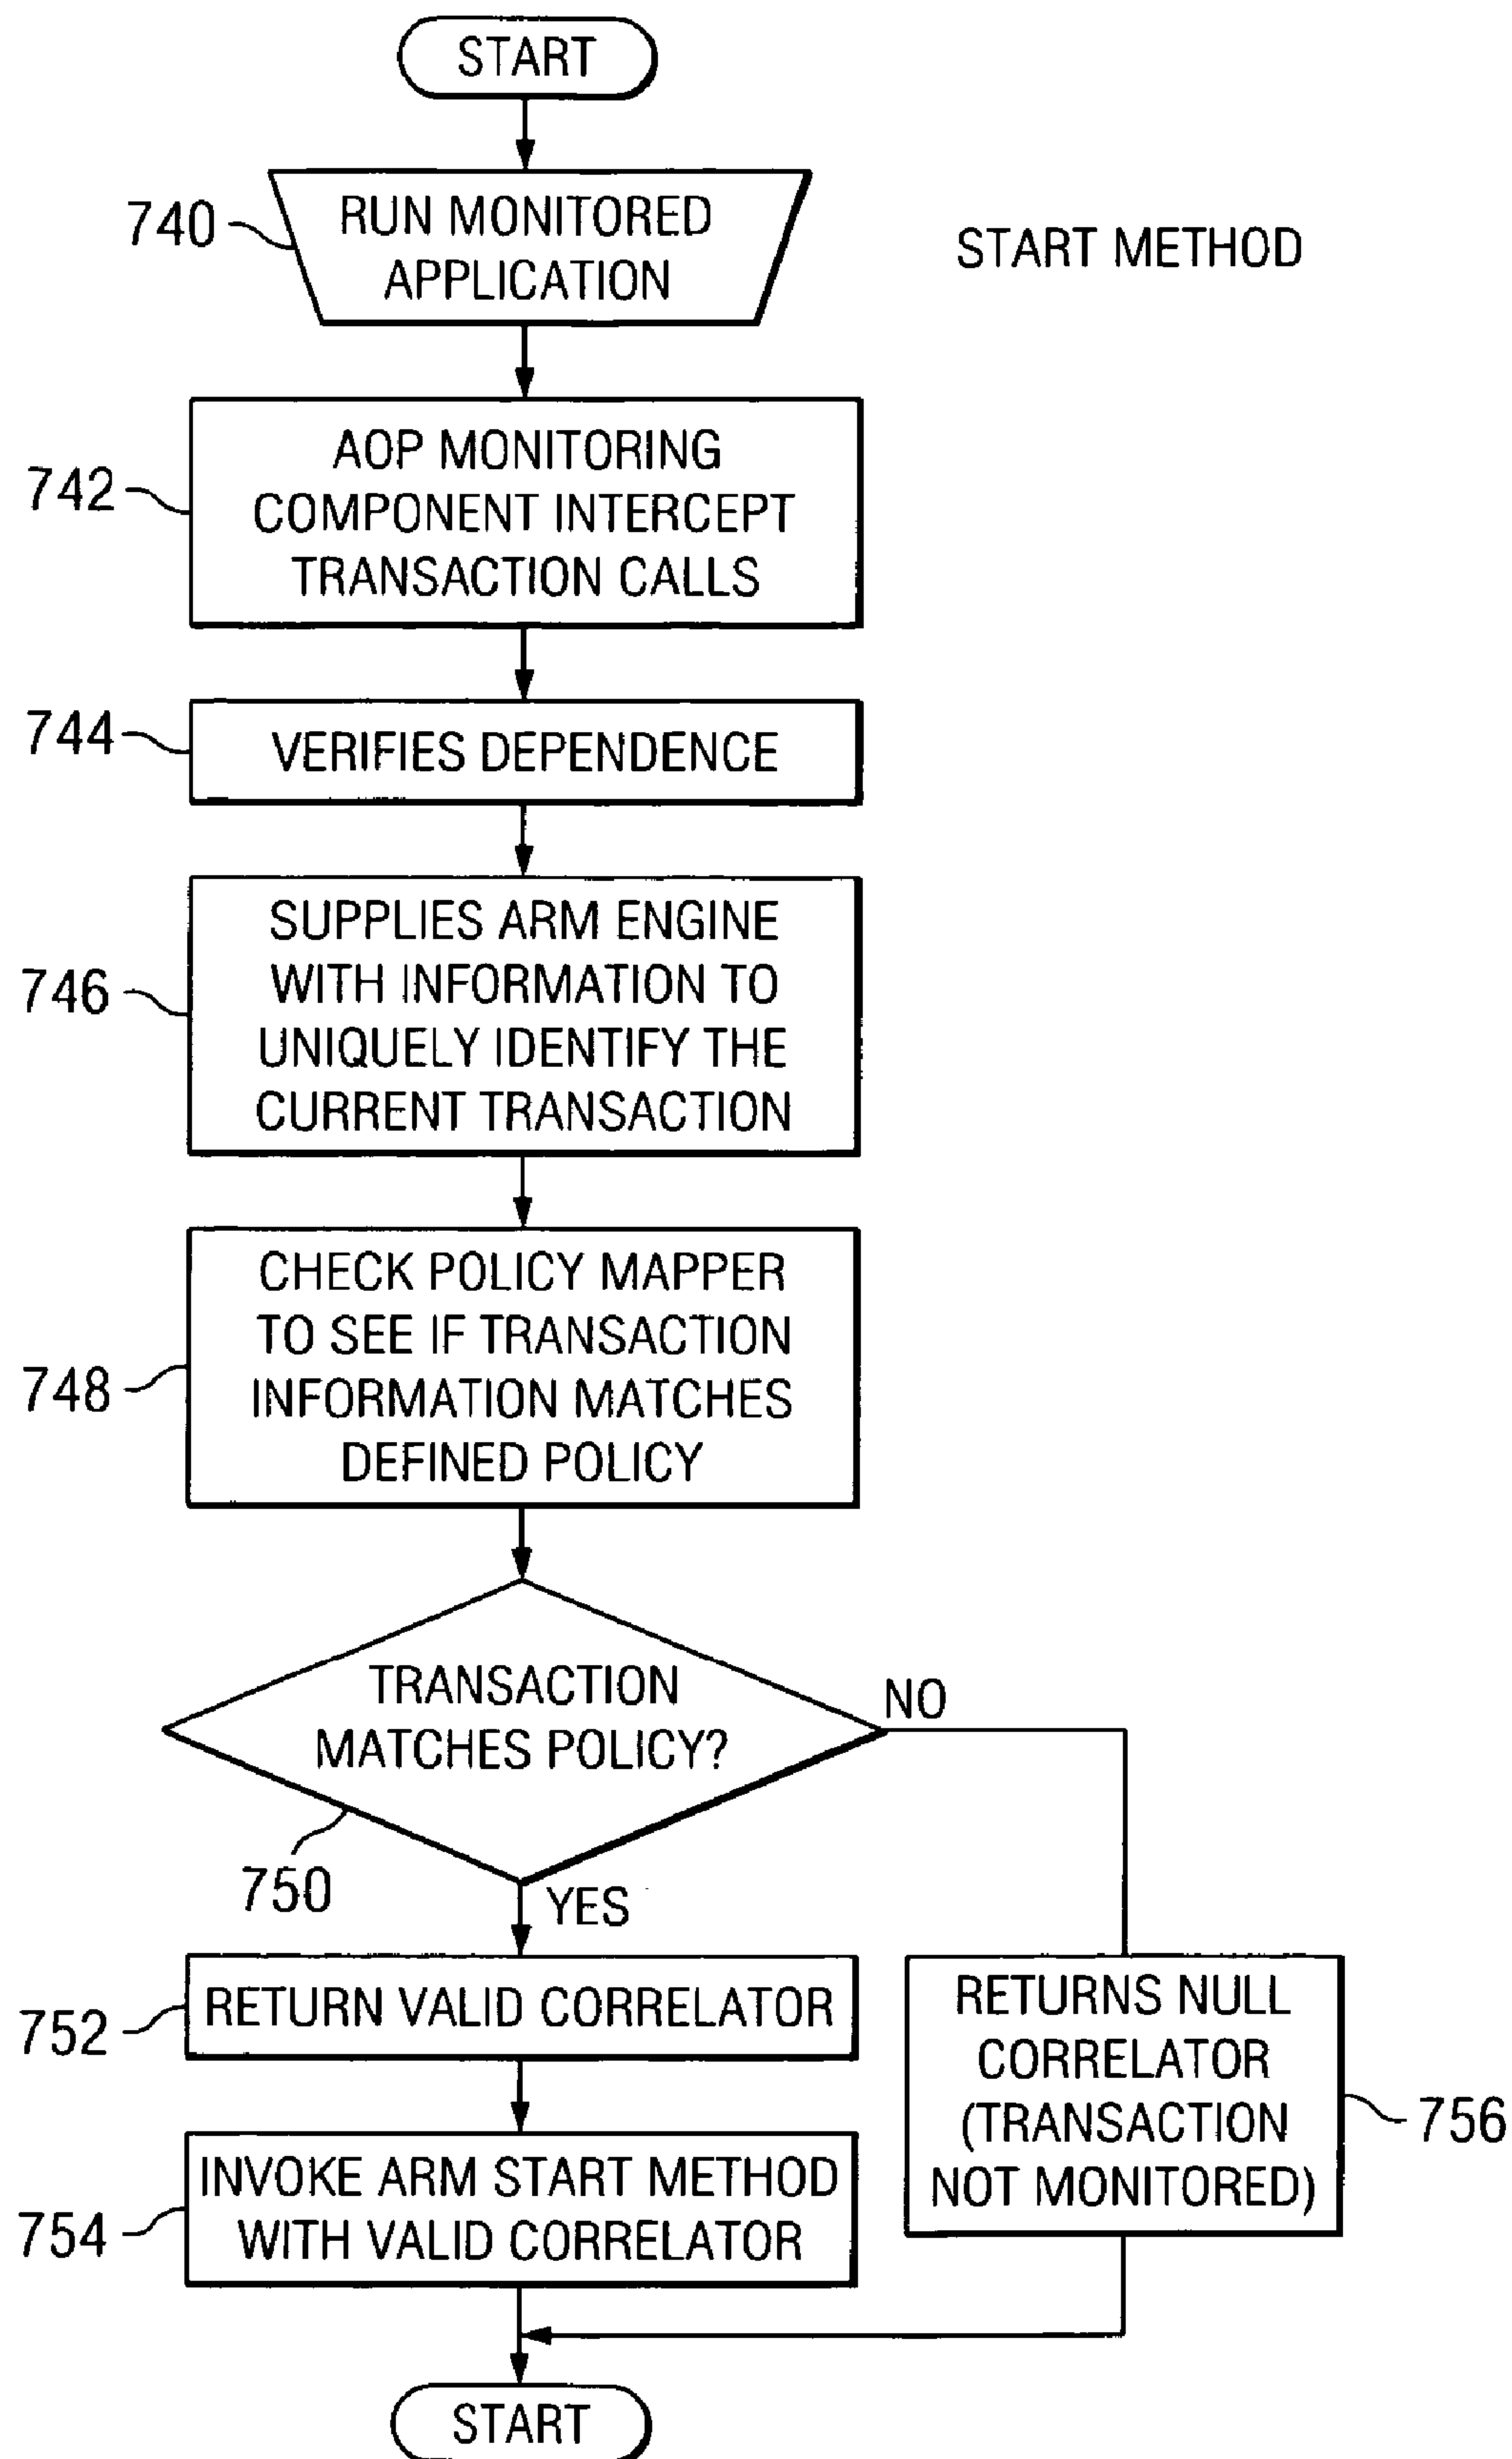 START
740
RUN MONITORED
APPLICATION
START METHOD
742
AOP MONITORING
COMPONENT INTERCEPT
TRANSACTION CALLS
744
VERIFIES DEPENDENCE
746
SUPPLIES ARM ENGINE
WITH INFORMATION TO
UNIQUELY IDENTIFY THE
CURRENT TRANSACTION
748
CHECK POLICY MAPPER
TO SEE IF TRANSACTION
INFORMATION MATCHES
DEFINED POLICY
TRANSACTION
MATCHES POLICY?
NO
750
YES
752
RETURN VALID CORRELATOR
RETURNS NULL
CORRELATOR
(TRANSACTION
NOT MONITORED)
756
754
INVOKE ARM START METHOD
WITH VALID CORRELATOR
START